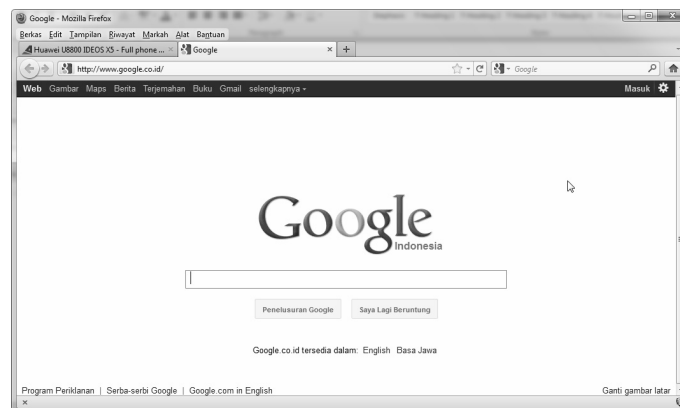 Google - Mozilla Firefox
Berkas Edit Tampilan Riwayat Markah Alat Bantuan
Huawei U8800 IDEOS X5 - Full phone ... × Google × +
http://www.google.co.id/ Google
Web Gambar Maps Berita Terjemahan Buku Gmail selengkapnya Masuk
Google
Indonesia
Penelusuran Google Saya Lagi Beruntung
Google.co.id tersedia dalam: English Basa Jawa
Program Periklanan | Serba-serbi Google | Google.com in English Ganti gambar latar
×